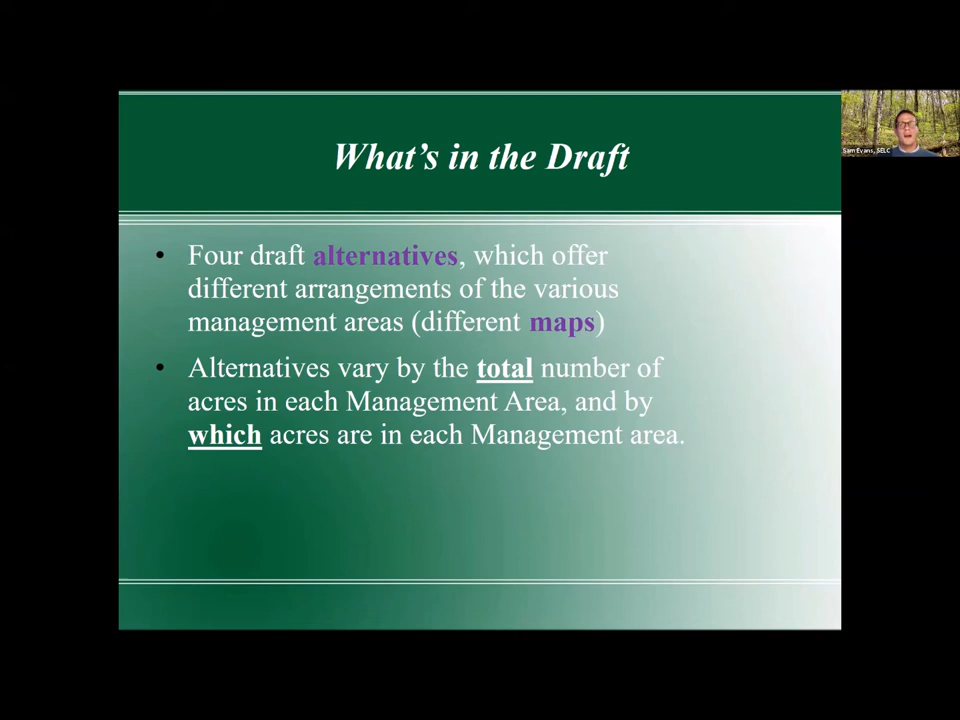 What's in the Draft
Sam Evans, SELC
• Four draft alternatives, which offer
different arrangements of the various
management areas (different maps)
• Alternatives vary by the total number of
acres in each Management Area, and by
which acres are in each Management area.